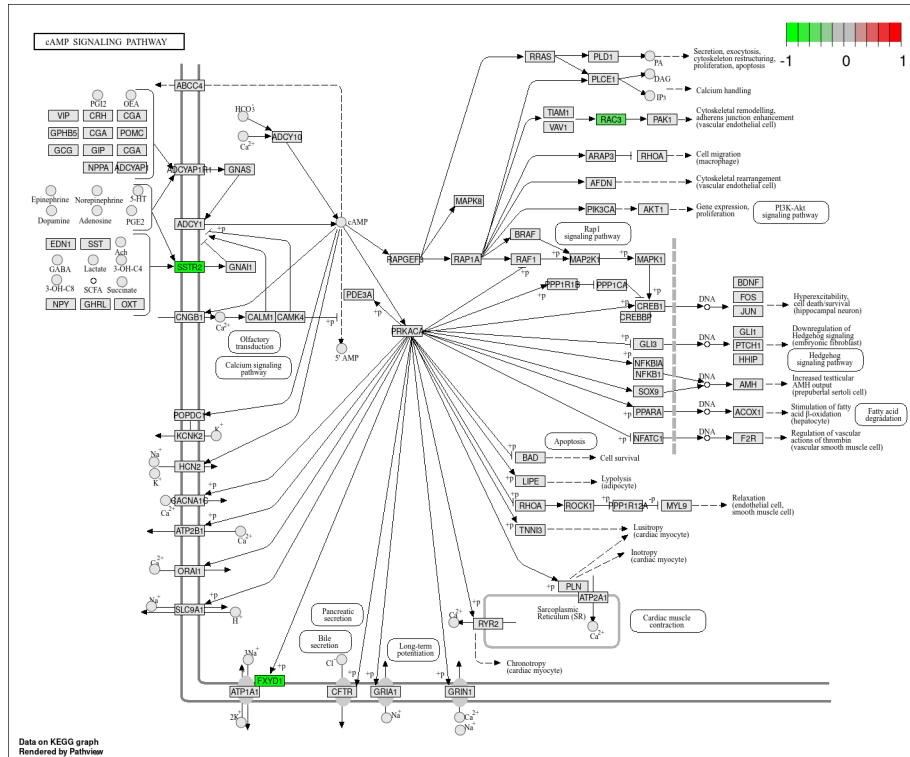 cAMP SIGNALING PATHWAY
-1 0 1
ABCC4
PGI2 OEA
VIP CRH CGA
GPHB5 CGA POMC
GCG GIP CGA
NPPA ADCYAP1
HCO3-
Ca2+
ADCY10
ADCYAP1R1
GNAS
Epinephrine Norepinephrine 5-HT
Dopamine Adenosine PGE2
ADCY1
+p
cAMP
EDN1 SST Ach
GABA Lactate 3-OH-C4
3-OH-C8 SCFA Succinate
NPY GHRL OXT
SSTR2
GNAI1
CNGB1
Ca2+
CALM1 CAMK4
+p
PDE3A
5' AMP
Olfactory
transduction
Calcium signaling
pathway
RRAS
PLD1
PA
Secretion, exocytosis,
cytoskeleton restructuring,
proliferation, apoptosis
PLCE1
DAG
IP3
Calcium handling
TIAM1
VAV1
RAC3
PAK1
Cytoskeletal remodelling,
adherens junction enhancement
(vascular endothelial cell)
ARAP3
RHOA
Cell migration
(macrophage)
AFDN
Cytoskeletal rearrangement
(vascular endothelial cell)
MAPK8
PIK3CA
AKT1
Gene expression,
proliferation
PI3K-Akt
signaling pathway
RAPGEF3
RAP1A
BRAF
RAF1
MAP2K1
MAPK1
Rap1
signaling pathway
+p
PPP1R1B
PPP1CA
+p
CREB1
CREBBP
DNA
BDNF
FOS
JUN
Hyperexcitability,
cell death/survival
(hippocampal neuron)
PRKACA
+p
GLI3
DNA
GLI1
PTCH1
HHIP
Downregulation of
Hedgehog signaling
(embryonic fibroblast)
Hedgehog
signaling pathway
+p
NFKBIA
NFKB1
SOX9
DNA
AMH
Increased testicular
AMH output
(prepubertal sertoli cell)
+p
PPARA
ACOX1
Stimulation of fatty
acid β-oxidation
(hepatocyte)
Fatty acid
degradation
+p
NFATC1
DNA
F2R
Regulation of vascular
actions of thrombin
(vascular smooth muscle cell)
POPDC1
+p
KCNK2
K+
Na+
K+
HCN2
+p
CACNA1C
Ca2+
+p
ATP2B1
Ca2+
+p
ORAI1
Ca2+
+p
SLC9A1
Na+
H+
Apoptosis
+p
BAD
Cell survival
+p
LIPE
Lypolysis
(adipocyte)
+p
RHOA
ROCK1
+p
PPP1R12A
-p
MYL9
Relaxation
(endothelial cell,
smooth muscle cell)
+p
TNNI3
Lusitropy
(cardiac myocyte)
Inotropy
(cardiac myocyte)
+p
PLN
ATP2A1
Sarcoplasmic
Reticulum (SR)
Ca2+
Cardiac muscle
contraction
+p
Ca2+
RYR2
Chronotropy
(cardiac myocyte)
Pancreatic
secretion
Bile
secretion
Long-term
potentiation
3Na+
+p
FXYD1
ATP1A1
2K+
Cl-
+p
CFTR
+p
GRIA1
Na+
+p
GRIN1
Ca2+
Na+
Data on KEGG graph
Rendered by Pathview